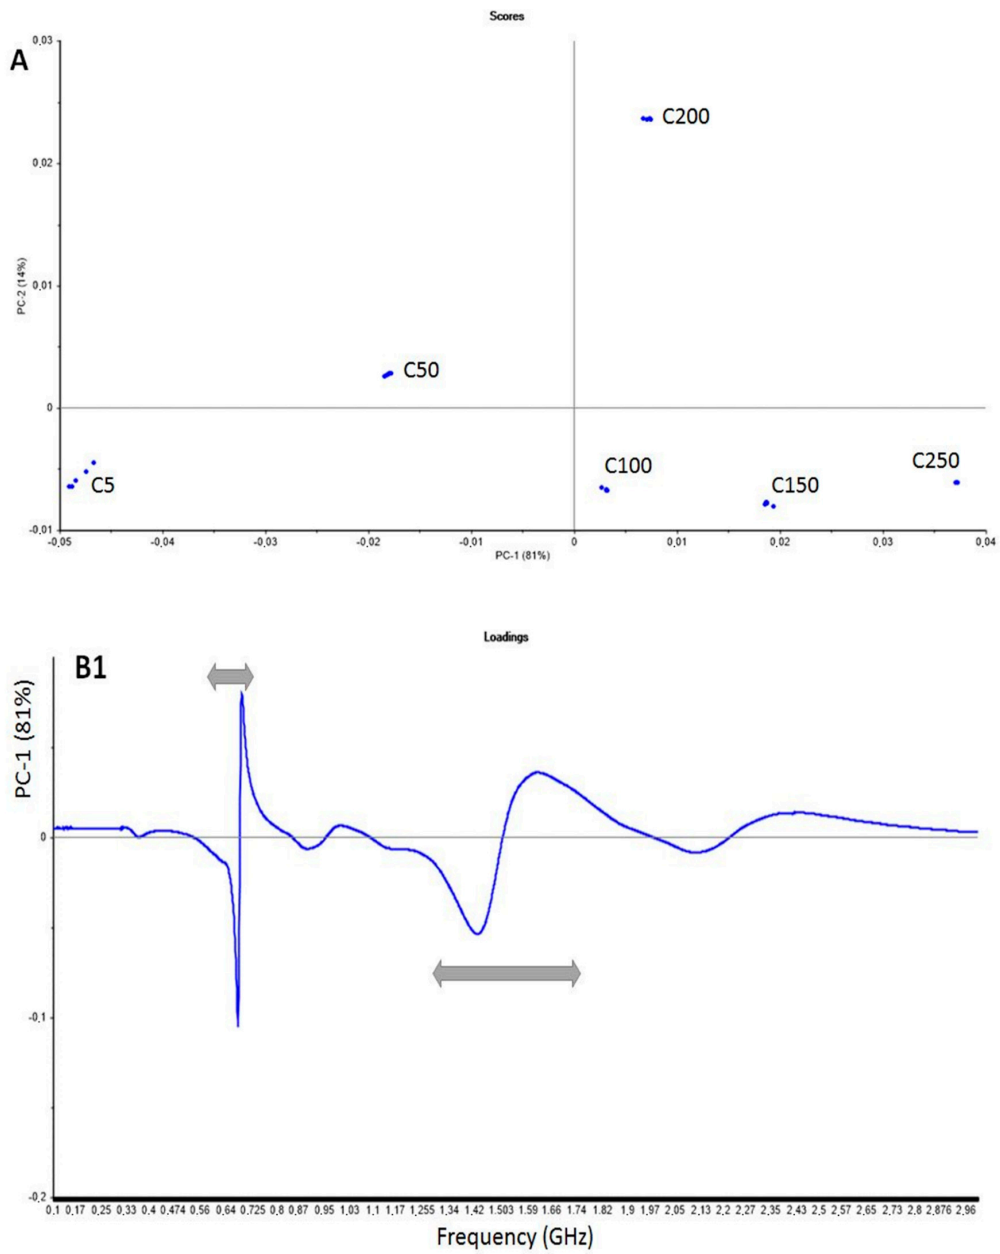 Scores
A
0,03
C200
0,02
PC-2 (14%)
0,01
C50
0
C5
C100
C150
C250
-0,01
-0,05 -0,04 -0,03 -0,02 -0,01 0 0,01 0,02 0,03 0,04
PC-1 (81%)
Loadings
B1
PC-1 (81%)
0
-0,1
-0,2
0.1 0,17 0,25 0,33 0,4 0,474 0,56 0,64 0,725 0,8 0,87 0,95 1,03 1,1 1,17 1,255 1,34 1,42 1.503 1.59 1.66 1.74 1.82 1,9 1,97 2,05 2,13 2,2 2,27 2,35 2,43 2,5 2,57 2,65 2,73 2,8 2,876 2,96
Frequency (GHz)